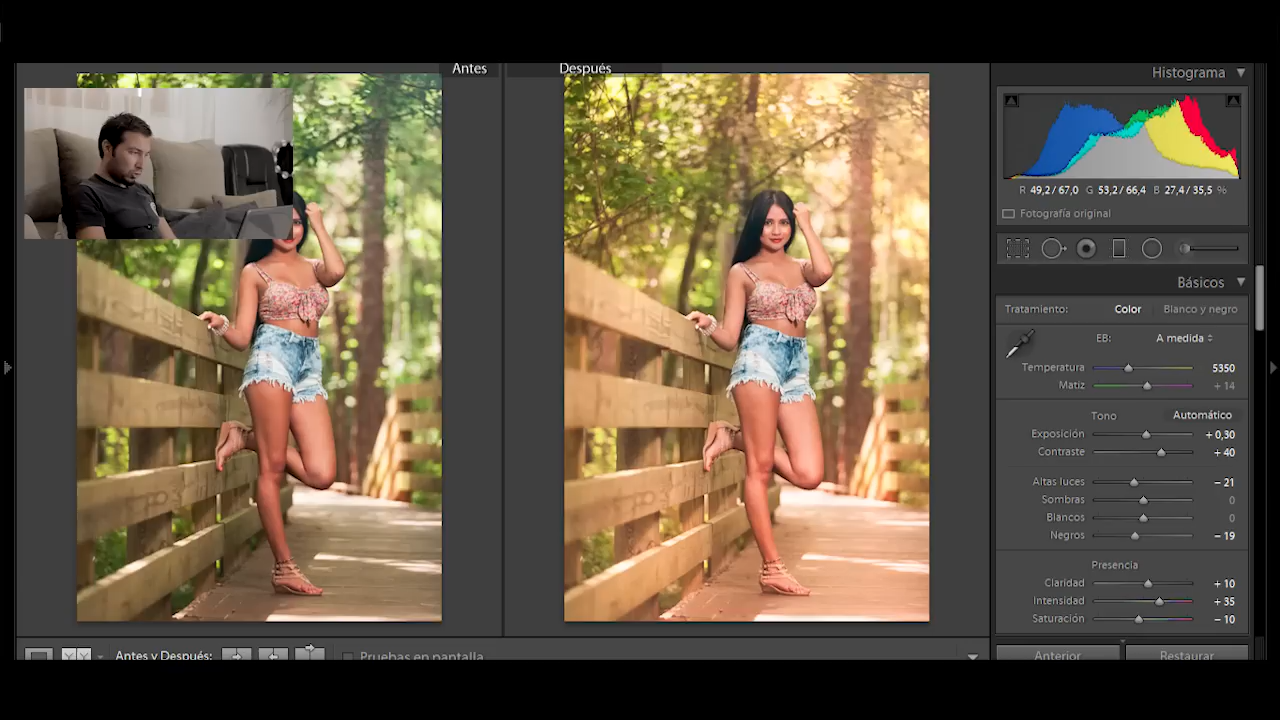 Antes
Después
Histograma
R 49,2 / 67,0 G 53,2 / 66,4 B 27,4 / 35,5 %
Fotografía original
Básicos
Tratamiento: Color Blanco y negro
EB: A medida
Temperatura 5350
Matiz + 14
Tono Automático
Exposición + 0,30
Contraste + 40
Altas luces − 21
Sombras 0
Blancos 0
Negros − 19
Presencia
Claridad + 10
Intensidad + 35
Saturación − 10
Antes y Después:
Pruebas en pantalla
Anterior Restaurar